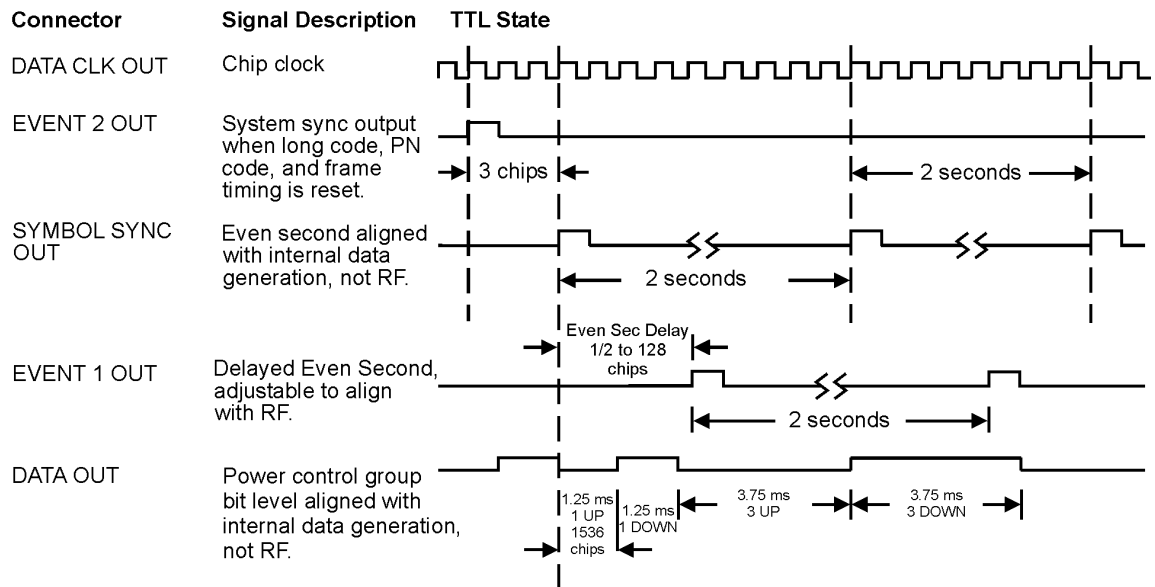 Connector Signal Description TTL State
DATA CLK OUT Chip clock
EVENT 2 OUT System sync output
when long code, PN
code, and frame
timing is reset.
3 chips
2 seconds
SYMBOL SYNC
OUT
Even second aligned
with internal data
generation, not RF.
2 seconds
Even Sec Delay
1/2 to 128
chips
EVENT 1 OUT Delayed Even Second,
adjustable to align
with RF.
2 seconds
DATA OUT Power control group
bit level aligned with
internal data generation,
not RF.
1.25 ms
1 UP
1536
chips
1.25 ms
1 DOWN
3.75 ms
3 UP
3.75 ms
3 DOWN